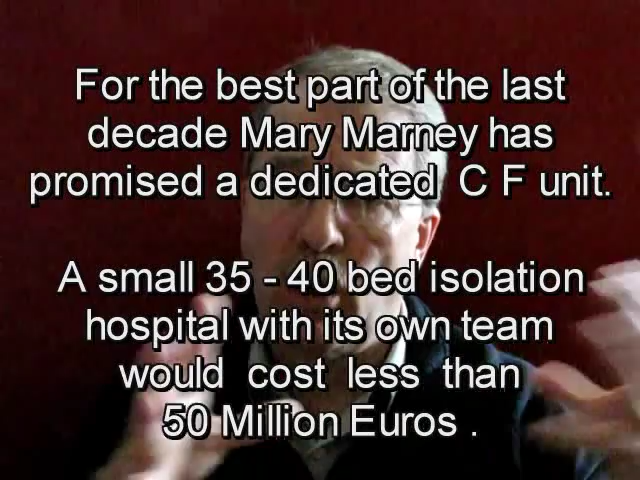 For the best part of the last
decade Mary Marney has
promised a dedicated C F unit.
A small 35 - 40 bed isolation
hospital with its own team
would cost less than
50 Million Euros .